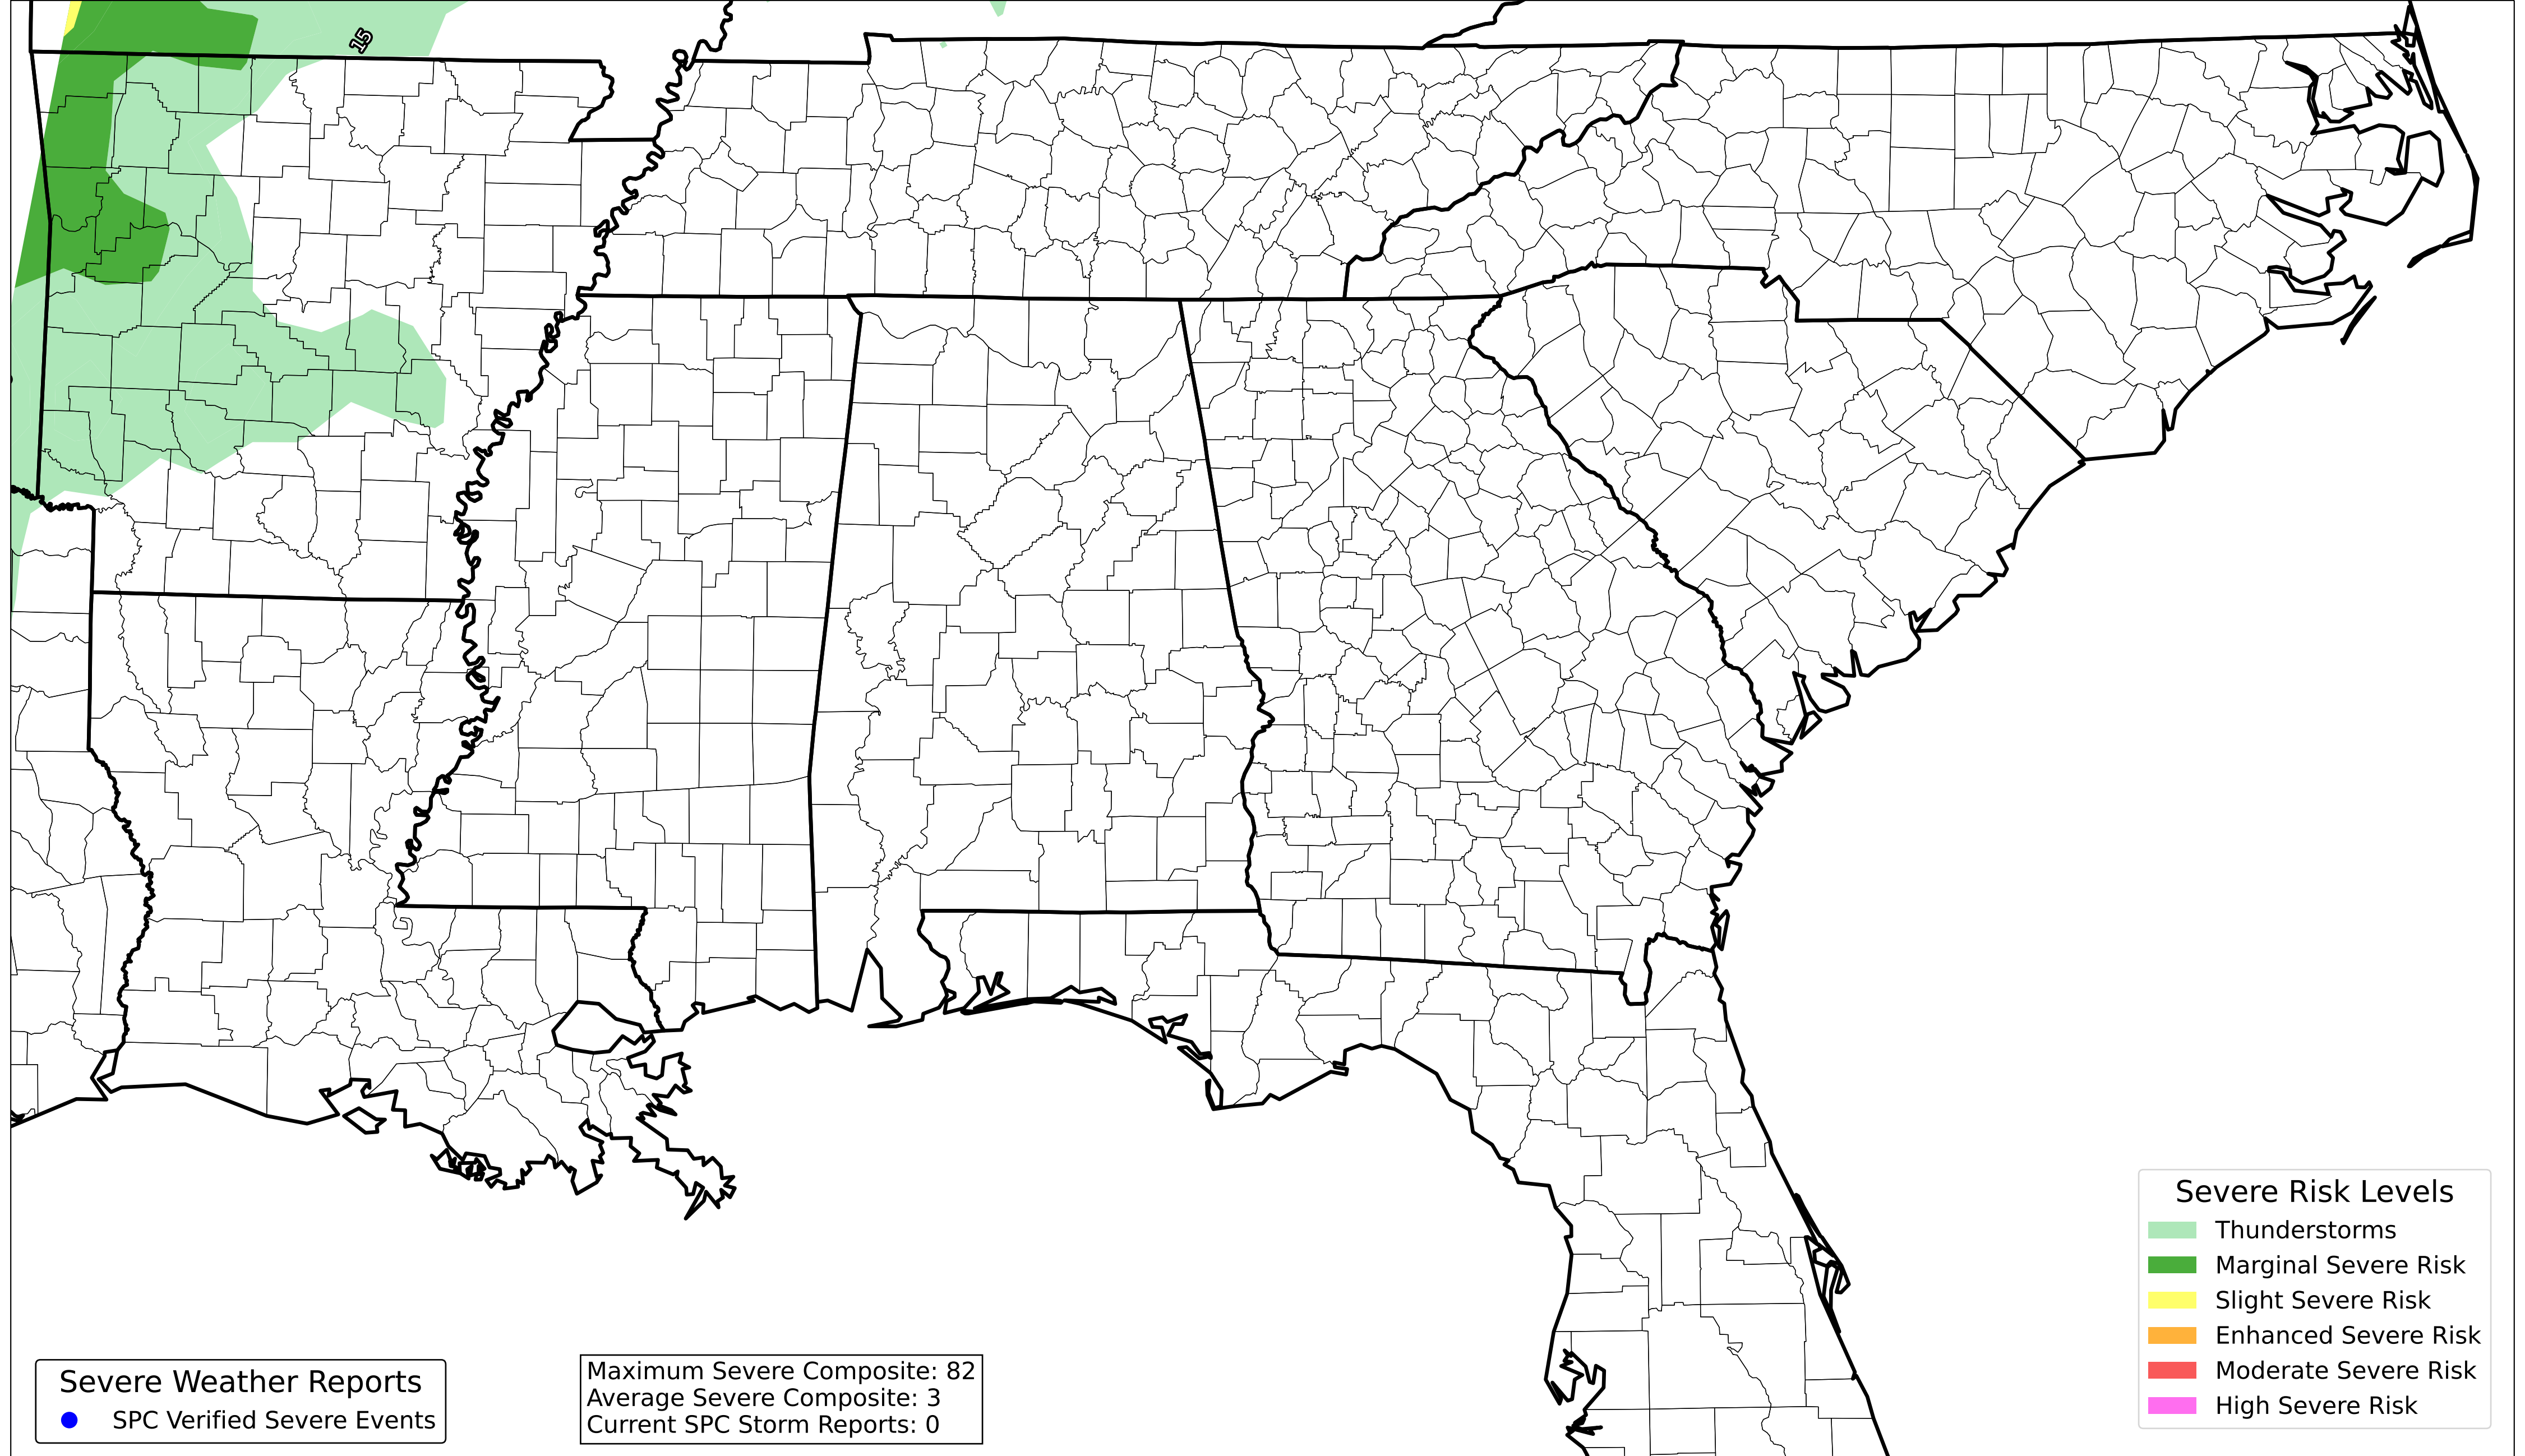 15
Severe Risk Levels
Thunderstorms
Marginal Severe Risk
Slight Severe Risk
Enhanced Severe Risk
Moderate Severe Risk
High Severe Risk
Severe Weather Reports
SPC Verified Severe Events
Maximum Severe Composite: 82
Average Severe Composite: 3
Current SPC Storm Reports: 0